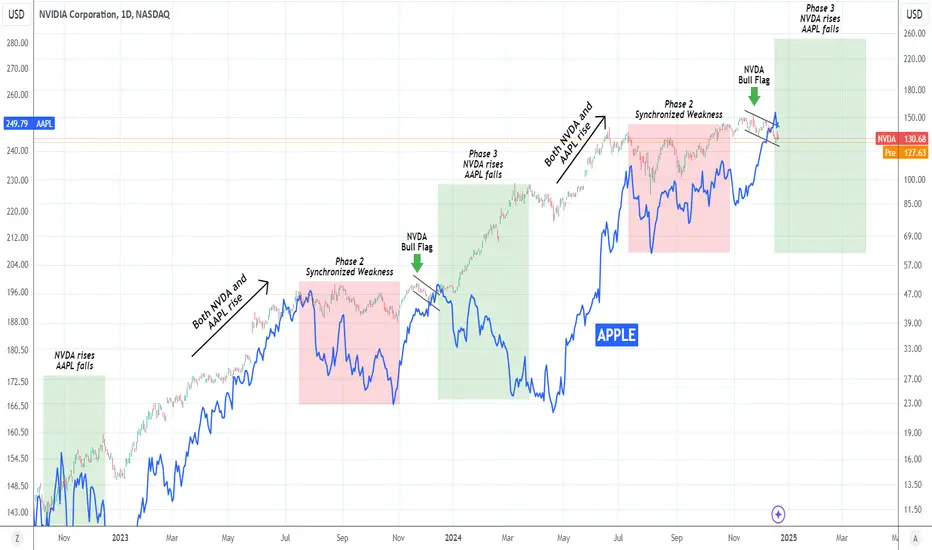 USD
NVIDIA Corporation, 1D, NASDAQ
USD
280.00
270.00
260.00
249.79 AAPL
240.00
230.00
220.00
212.00
204.00
196.00
188.00
180.50
172.50
166.50
160.50
154.50
148.50
143.00
260.00
220.00
180.00
150.00
NVDA 130.68
Pre 127.63
100.00
85.00
69.00
57.00
47.00
39.00
33.00
27.00
23.00
19.00
16.00
13.50
11.50
Phase 3
NVDA rises
AAPL falls
NVDA
Bull Flag
Phase 2
Synchronized Weakness
Both NVDA and
AAPL rise
Phase 3
NVDA rises
AAPL falls
NVDA
Bull Flag
Phase 2
Synchronized Weakness
Both NVDA and
AAPL rise
APPLE
NVDA rises
AAPL falls
Z
Nov
2023
Mar
May
Jul
Sep
Nov
2024
Mar
May
Jul
Sep
Nov
2025
Mar
A